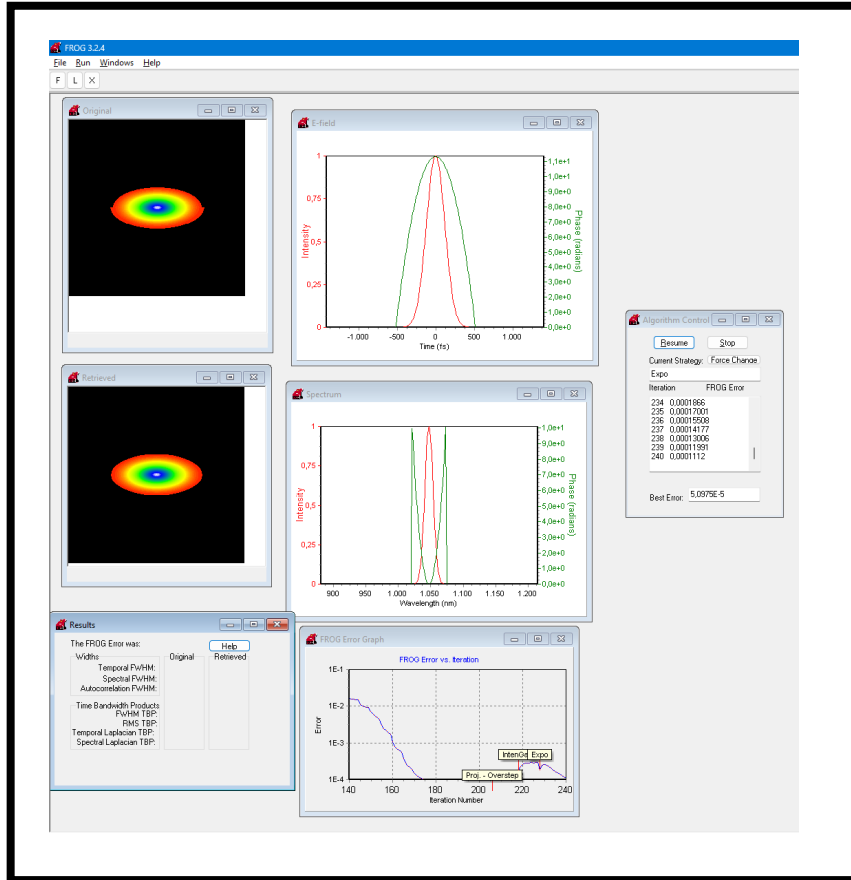 FROG 3.2.4
File Run Windows Help
F L X
Original
E-field
1
0,75
0,5
0,25
0
Intensity
-1.000 -500 0 500 1.000
Time (fs)
1,1e+1
1,0e+1
9,0e+0
8,0e+0
7,0e+0
6,0e+0
5,0e+0
4,0e+0
3,0e+0
2,0e+0
1,0e+0
0,0e+0
Phase (radians)
Algorithm Control
Resume Stop
Current Strategy: Force Change
Expo
Iteration FROG Error
234 0,0001866
235 0,00017001
236 0,00015508
237 0,00014177
238 0,00013006
239 0,00011991
240 0,0001112
Best Error: 5,0975E-5
Retrieved
Spectrum
1
0,75
0,5
0,25
0
Intensity
900 950 1.000 1.050 1.100 1.150 1.200
Wavelength (nm)
1,0e+1
9,0e+0
8,0e+0
7,0e+0
6,0e+0
5,0e+0
4,0e+0
3,0e+0
2,0e+0
1,0e+0
0,0e+0
Phase (radians)
Results
The FROG Error was:
Help
Widths Original Retrieved
Temporal FWHM:
Spectral FWHM:
Autocorrelation FWHM:
Time Bandwidth Products
FWHM TBP:
RMS TBP:
Temporal Laplacian TBP:
Spectral Laplacian TBP:
FROG Error Graph
FROG Error vs. Iteration
1E-1
1E-2
1E-3
1E-4
Error
IntenGe Expo
Proj. - Overstep
140 160 180 200 220 240
Iteration Number